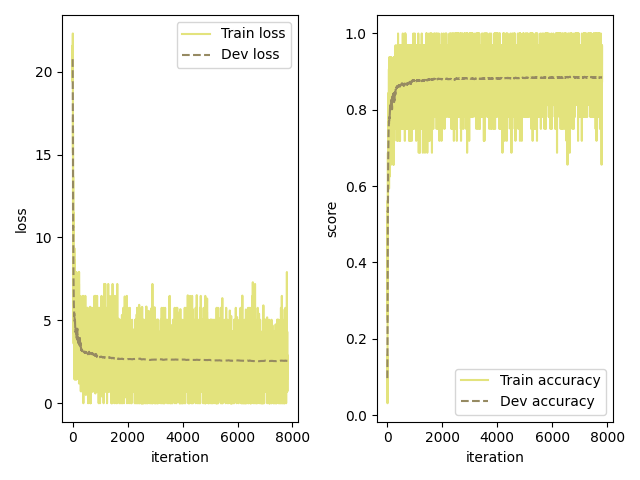 Train loss
Dev loss
20
15
10
5
0
loss
0
2000
4000
6000
8000
iteration
1.0
0.8
0.6
0.4
0.2
0.0
score
Train accuracy
Dev accuracy
0
2000
4000
6000
8000
iteration